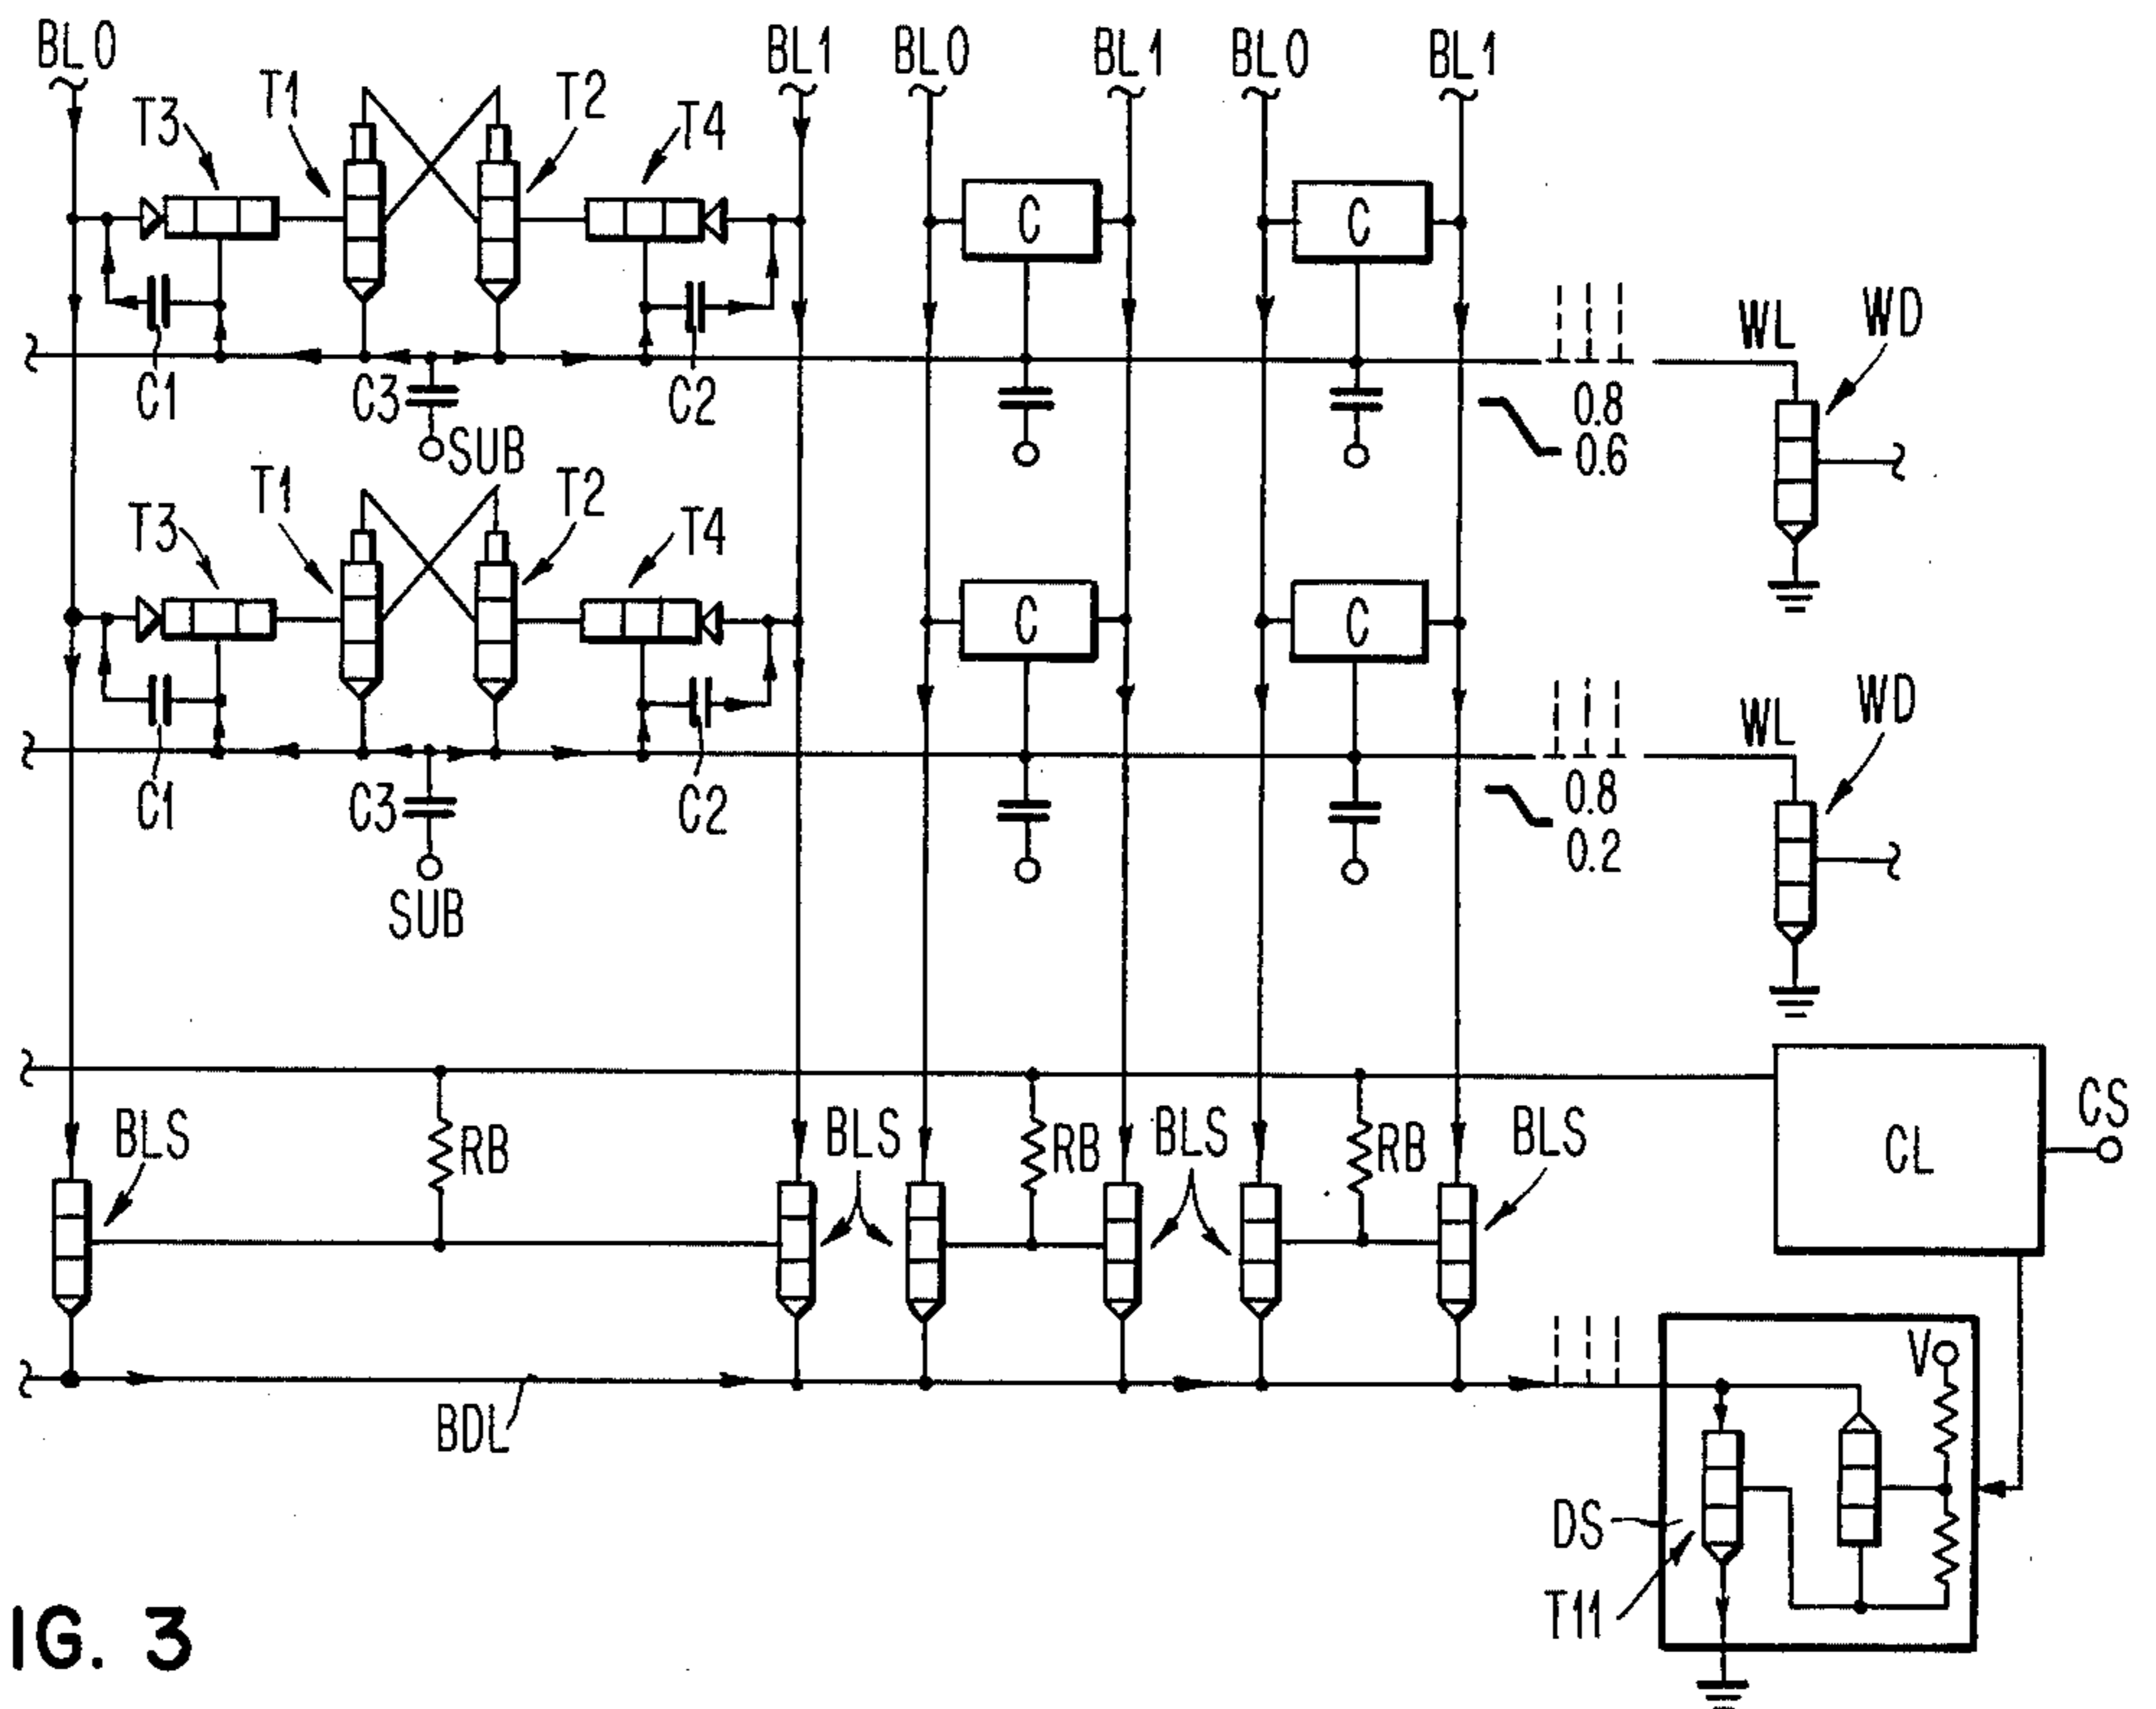 BL0 BL1 BL0 BL1 BL0 BL1
T3 T1 T2 T4
C C
WL WD
C1 C3 C2 0.8
SUB 0.6
T3 T1 T2 T4
C C
WL WD
C1 C3 C2 0.8
SUB 0.2
BLS RB BLS RB BLS RB BLS CL CS
V
BDL
DS
T11
IG. 3